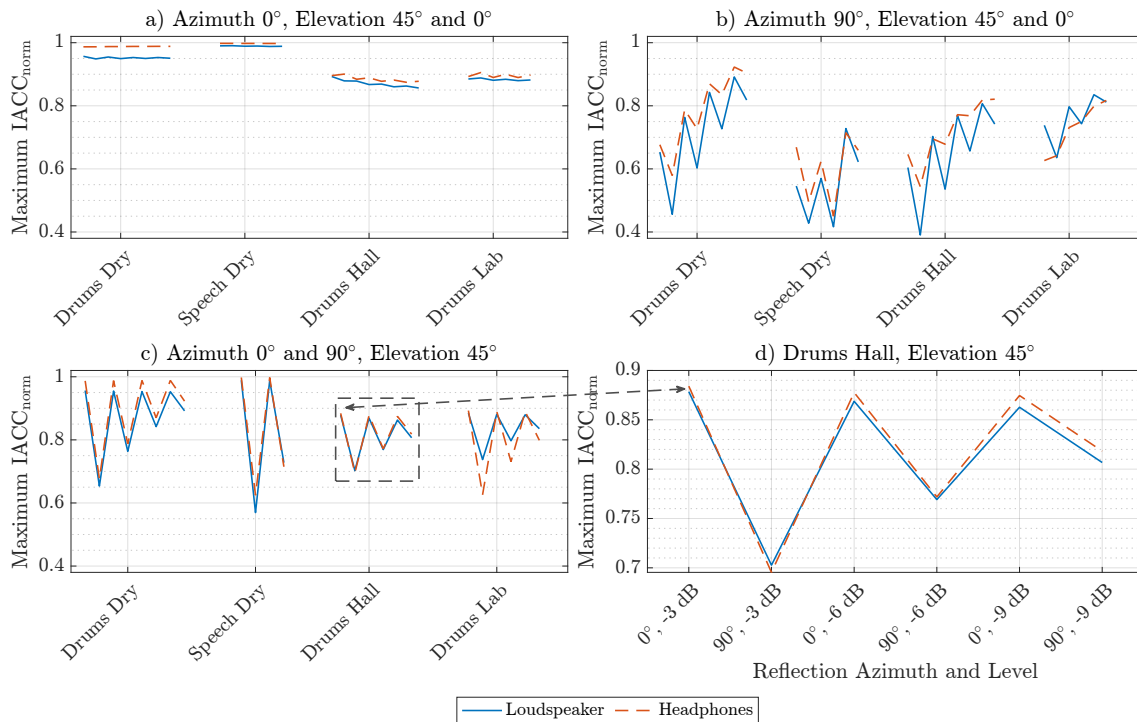 a) Azimuth 0°, Elevation 45° and 0°
Maximum IACCnorm
1
0.8
0.6
0.4
Drums Dry
Speech Dry
Drums Hall
Drums Lab
b) Azimuth 90°, Elevation 45° and 0°
Maximum IACCnorm
1
0.8
0.6
0.4
Drums Dry
Speech Dry
Drums Hall
Drums Lab
c) Azimuth 0° and 90°, Elevation 45°
Maximum IACCnorm
1
0.8
0.6
0.4
Drums Dry
Speech Dry
Drums Hall
Drums Lab
d) Drums Hall, Elevation 45°
Maximum IACCnorm
0.9
0.85
0.8
0.75
0.7
0°, -3 dB
90°, -3 dB
0°, -6 dB
90°, -6 dB
0°, -9 dB
90°, -9 dB
Reflection Azimuth and Level
Loudspeaker
Headphones